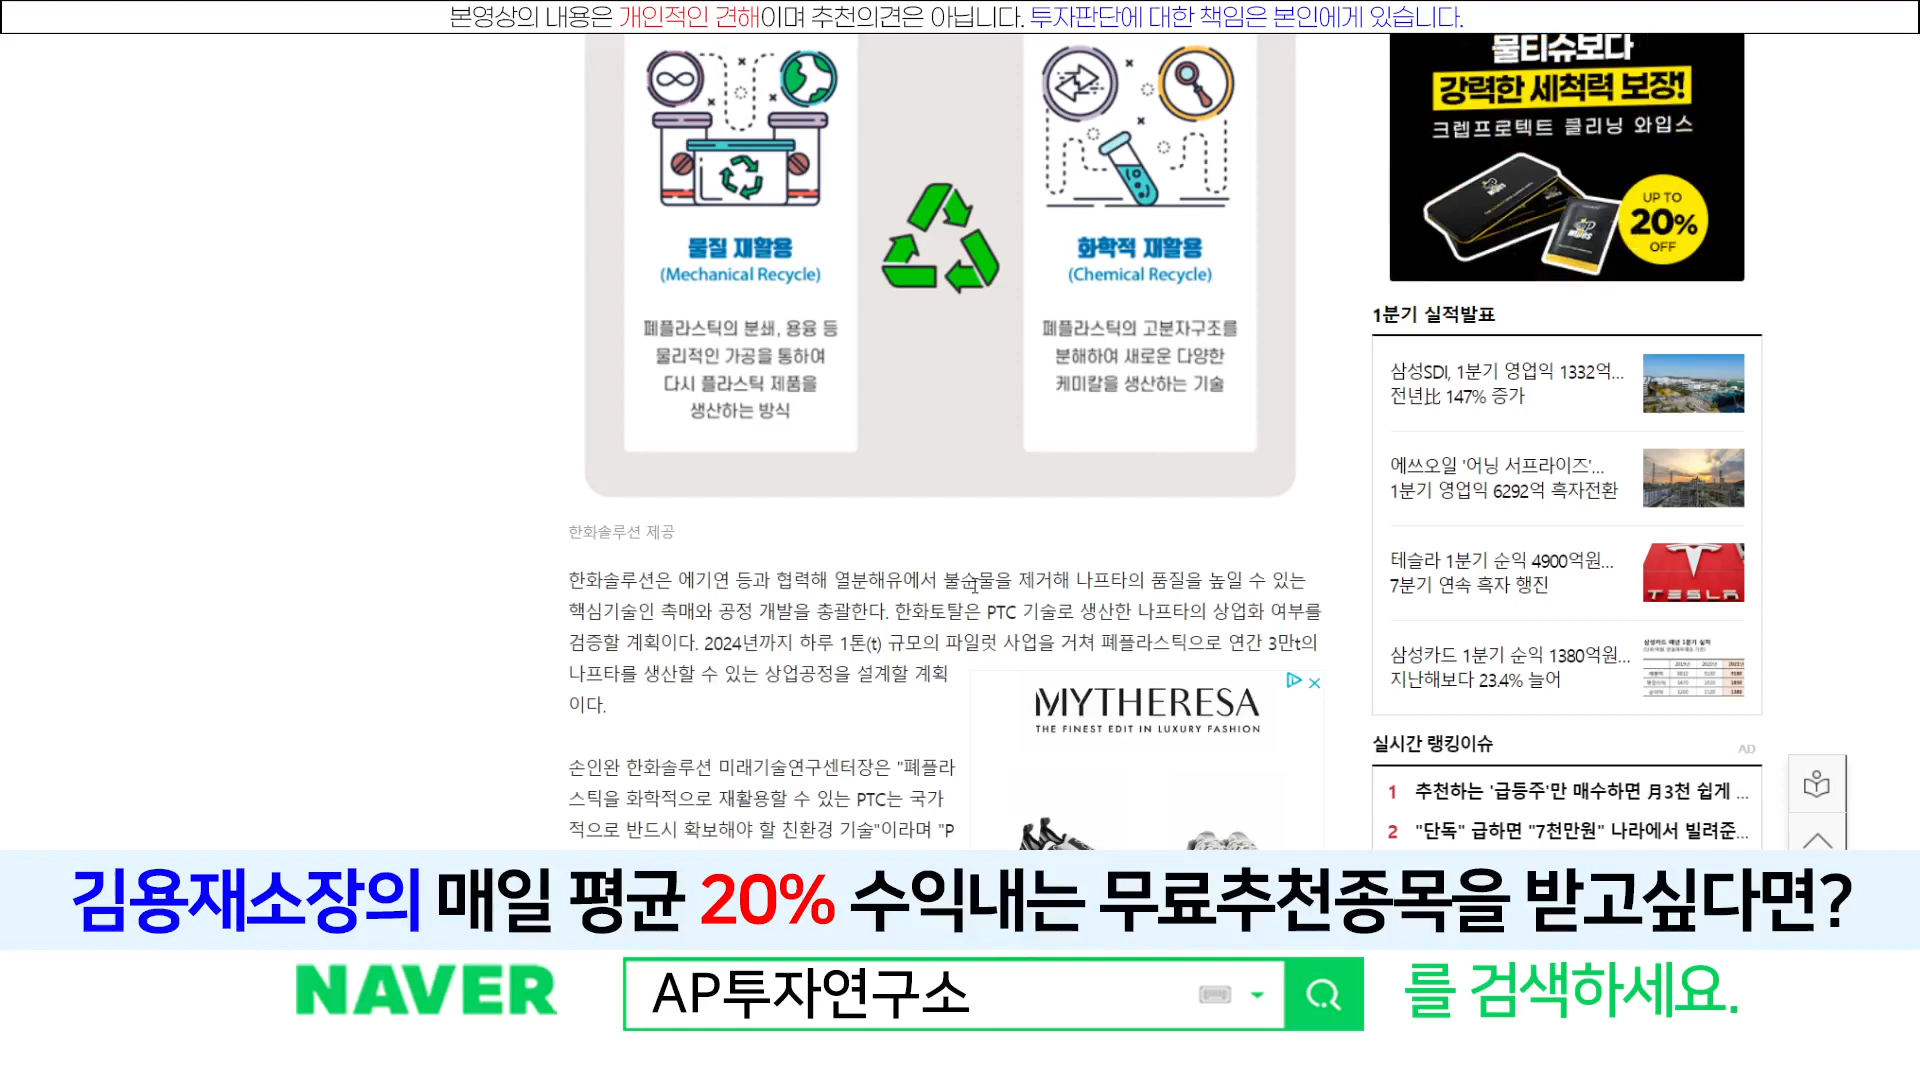 본영상의 내용은 개인적인 견해이며 추천의견은 아닙니다. 투자판단에 대한 책임은 본인에게 있습니다.
물질 재활용
(Mechanical Recycle)
폐플라스틱의 분쇄, 용융 등
물리적인 가공을 통하여
다시 플라스틱 제품을
생산하는 방식
화학적 재활용
(Chemical Recycle)
폐플라스틱의 고분자구조를
분해하여 새로운 다양한
케미칼을 생산하는 기술
한화솔루션 제공
한화솔루션은 에기연 등과 협력해 열분해유에서 불순물을 제거해 나프타의 품질을 높일 수 있는
핵심기술인 촉매와 공정 개발을 총괄한다. 한화토탈은 PTC 기술로 생산한 나프타의 상업화 여부를
검증할 계획이다. 2024년까지 하루 1톤(t) 규모의 파일럿 사업을 거쳐 폐플라스틱으로 연간 3만t의
나프타를 생산할 수 있는 상업공정을 설계할 계획
이다.
손인완 한화솔루션 미래기술연구센터장은 "폐플라
스틱을 화학적으로 재활용할 수 있는 PTC는 국가
적으로 반드시 확보해야 할 친환경 기술"이라며 "P
MYTHERESA
THE FINEST EDIT IN LUXURY FASHION
물티슈보다
강력한 세척력 보장!
크렙프로텍트 클리닝 와입스
UP TO
20%
OFF
1분기 실적발표
삼성SDI, 1분기 영업익 1332억...
전년比 147% 증가
에쓰오일 '어닝 서프라이즈'...
1분기 영업익 6292억 흑자전환
테슬라 1분기 순익 4900억원...
7분기 연속 흑자 행진
TESLA
삼성카드 1분기 순익 1380억원...
지난해보다 23.4% 늘어
실시간 랭킹이슈
AD
1 추천하는 '급등주'만 매수하면 月3천 쉽게 ...
2 "단독" 급하면 "7천만원" 나라에서 빌려준...
김용재소장의 매일 평균 20% 수익내는 무료추천종목을 받고싶다면?
NAVER
AP투자연구소
를 검색하세요.